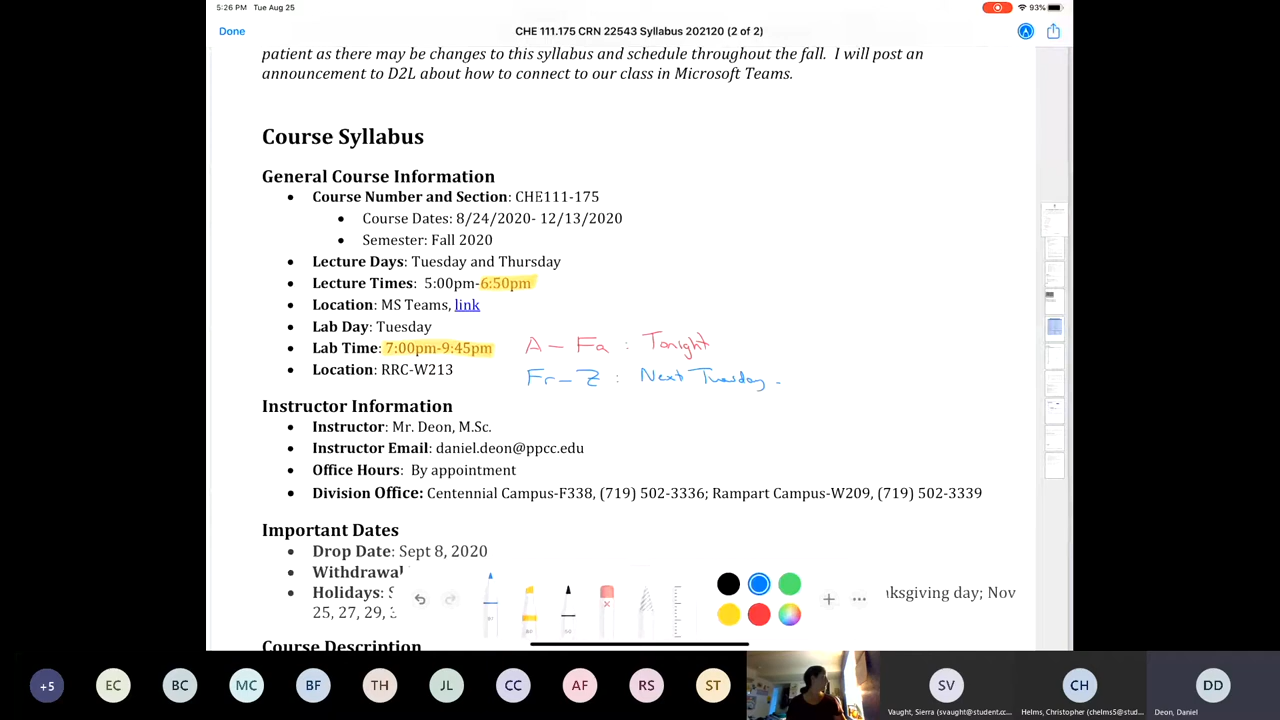 5:26 PM Tue Aug 25
93%
Done
CHE 111.175 CRN 22543 Syllabus 202120 (2 of 2)
patient as there may be changes to this syllabus and schedule throughout the fall. I will post an
announcement to D2L about how to connect to our class in Microsoft Teams.
Course Syllabus
General Course Information
• Course Number and Section: CHE111-175
• Course Dates: 8/24/2020- 12/13/2020
• Semester: Fall 2020
• Lecture Days: Tuesday and Thursday
• Lecture Times: 5:00pm-6:50pm
• Location: MS Teams, link
• Lab Day: Tuesday
• Lab Time: 7:00pm-9:45pm
A - Fa : Tonight
• Location: RRC-W213
Fr - Z : Next Tuesday.
Instructor Information
• Instructor: Mr. Deon, M.Sc.
• Instructor Email: daniel.deon@ppcc.edu
• Office Hours: By appointment
• Division Office: Centennial Campus-F338, (719) 502-3336; Rampart Campus-W209, (719) 502-3339
Important Dates
• Drop Date: Sept 8, 2020
• Withdrawal
• Holidays: S
ksgiving day; Nov
25, 27, 29, 3
Course Description
+5 EC BC MC BF TH JL CC AF RS ST SV CH DD
Vaught, Sierra (svaught@student.cc...
Helms, Christopher (chelms5@stud...
Deon, Daniel